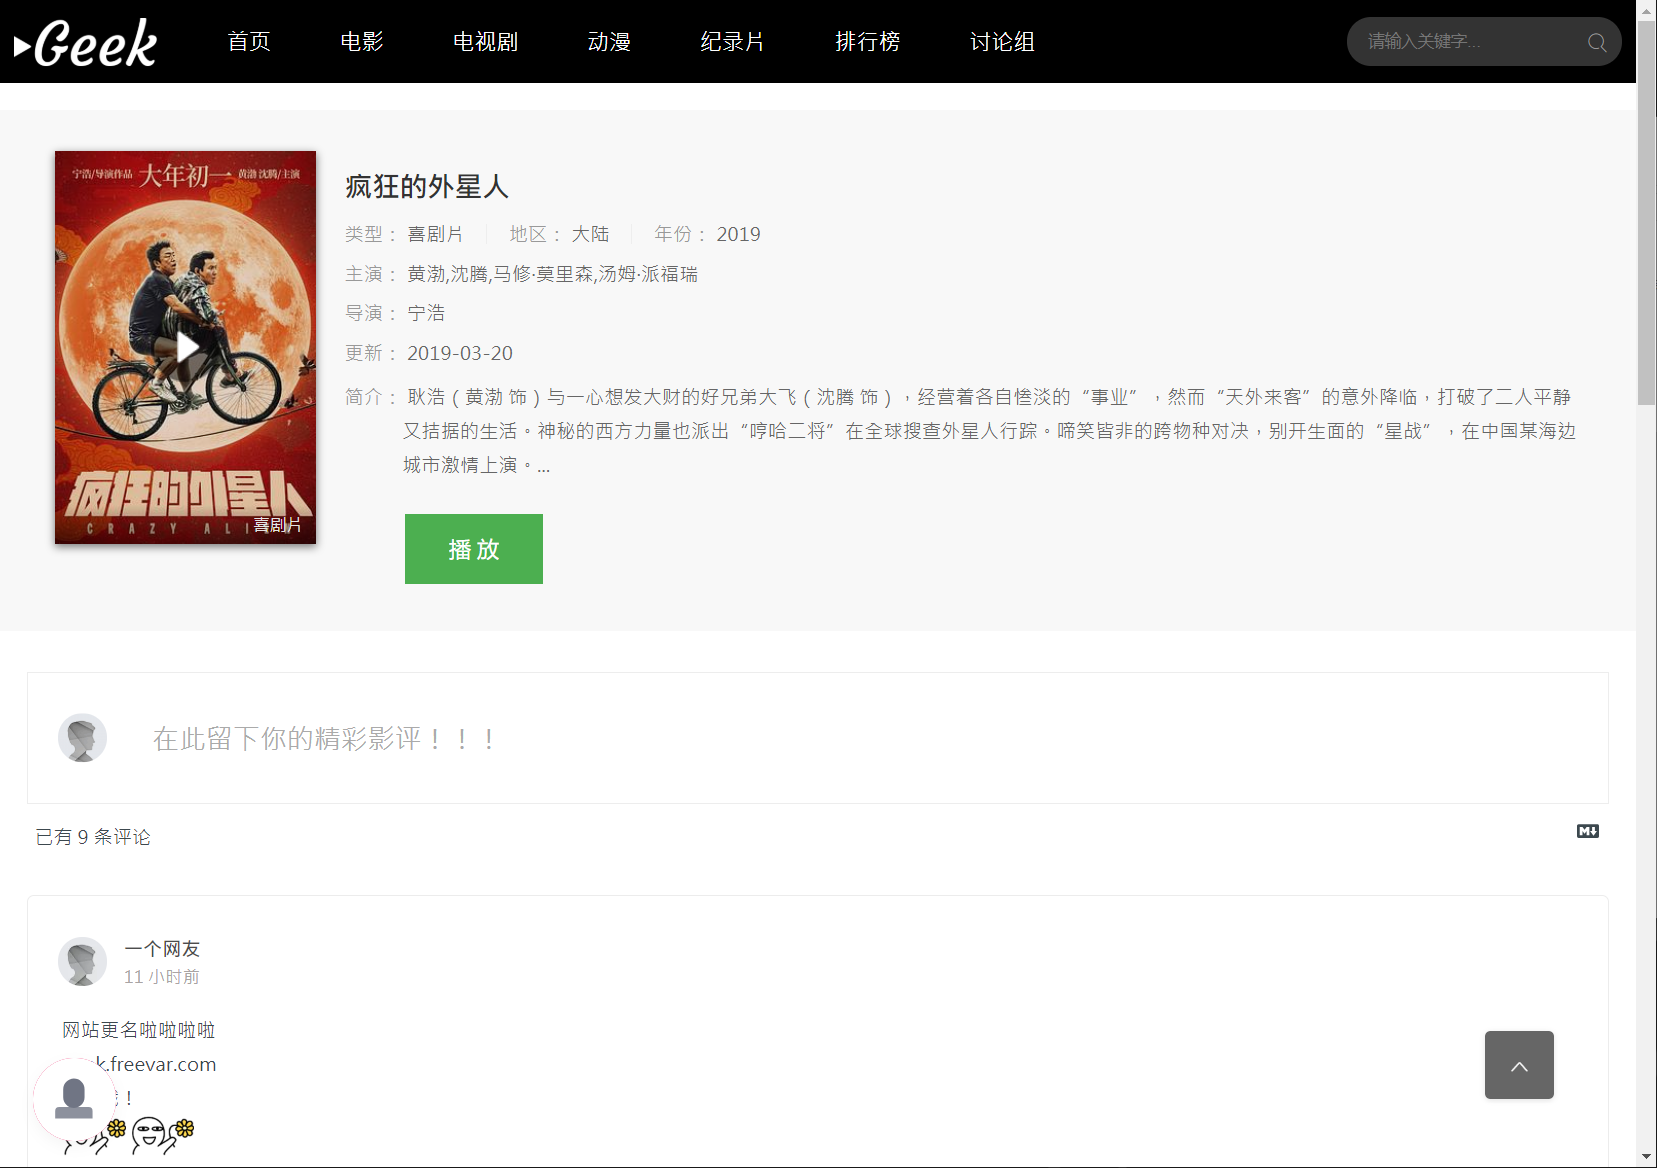 Geek 首页 电影 电视剧 动漫 纪录片 排行榜 讨论组 请输入关键字...
宁浩/导演作品 大年初一 黄渤 沈腾/主演
疯狂的外星人
CRAZY ALI
喜剧片
疯狂的外星人
类型： 喜剧片 地区： 大陆 年份： 2019
主演： 黄渤,沈腾,马修·莫里森,汤姆·派福瑞
导演： 宁浩
更新： 2019-03-20
简介： 耿浩（黄渤 饰）与一心想发大财的好兄弟大飞（沈腾 饰），经营着各自惨淡的“事业”，然而“天外来客”的意外降临，打破了二人平静
又拮据的生活。神秘的西方力量也派出“哼哈二将”在全球搜查外星人行踪。啼笑皆非的跨物种对决，别开生面的“星战”，在中国某海边
城市激情上演。...
播 放
在此留下你的精彩影评！！！
已有 9 条评论
M
一个网友
11 小时前
网站更名啦啦啦啦
k.freevar.com
！